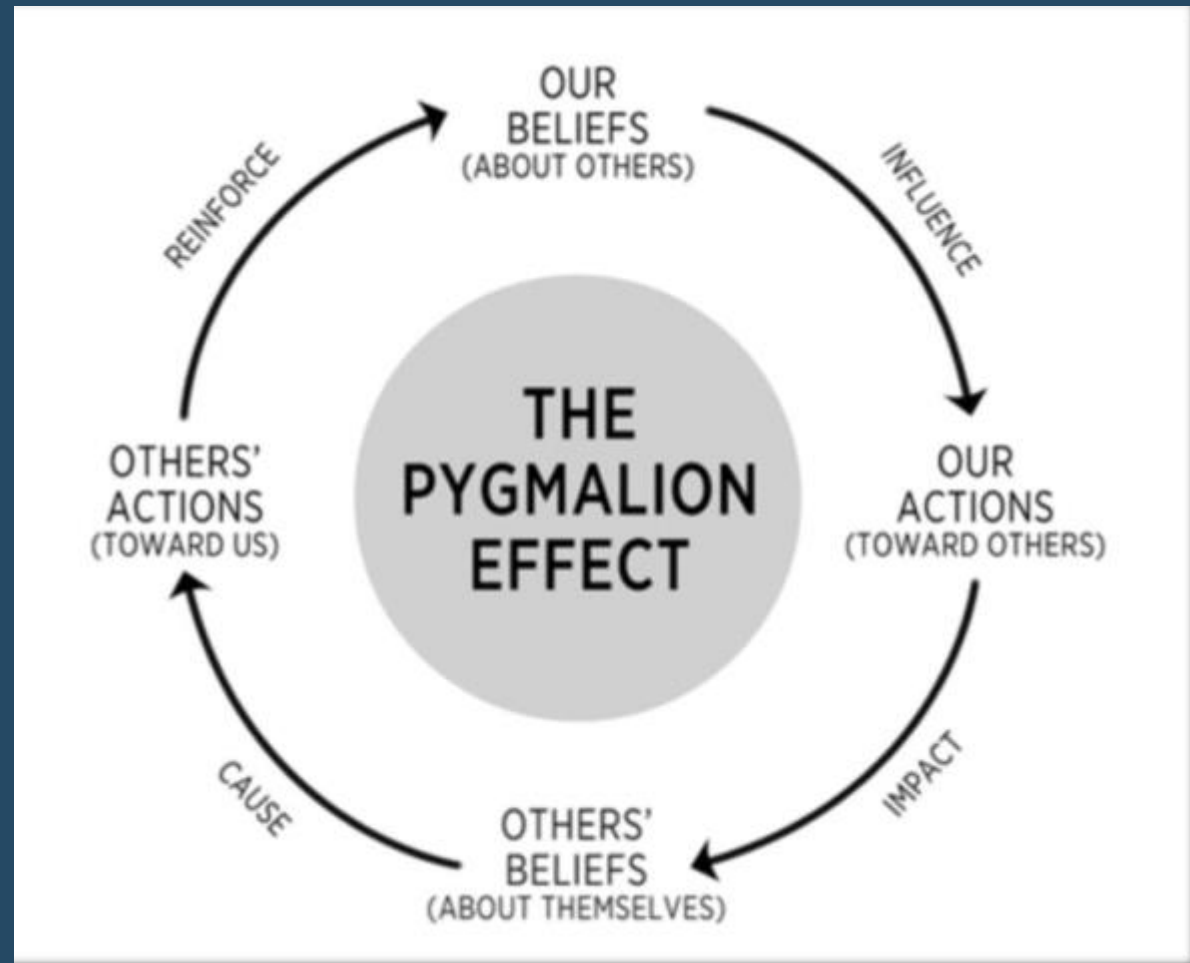 OUR
BELIEFS
(ABOUT OTHERS)
INFLUENCE
OUR
ACTIONS
(TOWARD OTHERS)
IMPACT
OTHERS’
BELIEFS
(ABOUT THEMSELVES)
CAUSE
OTHERS’
ACTIONS
(TOWARD US)
REINFORCE
THE
PYGMALION
EFFECT